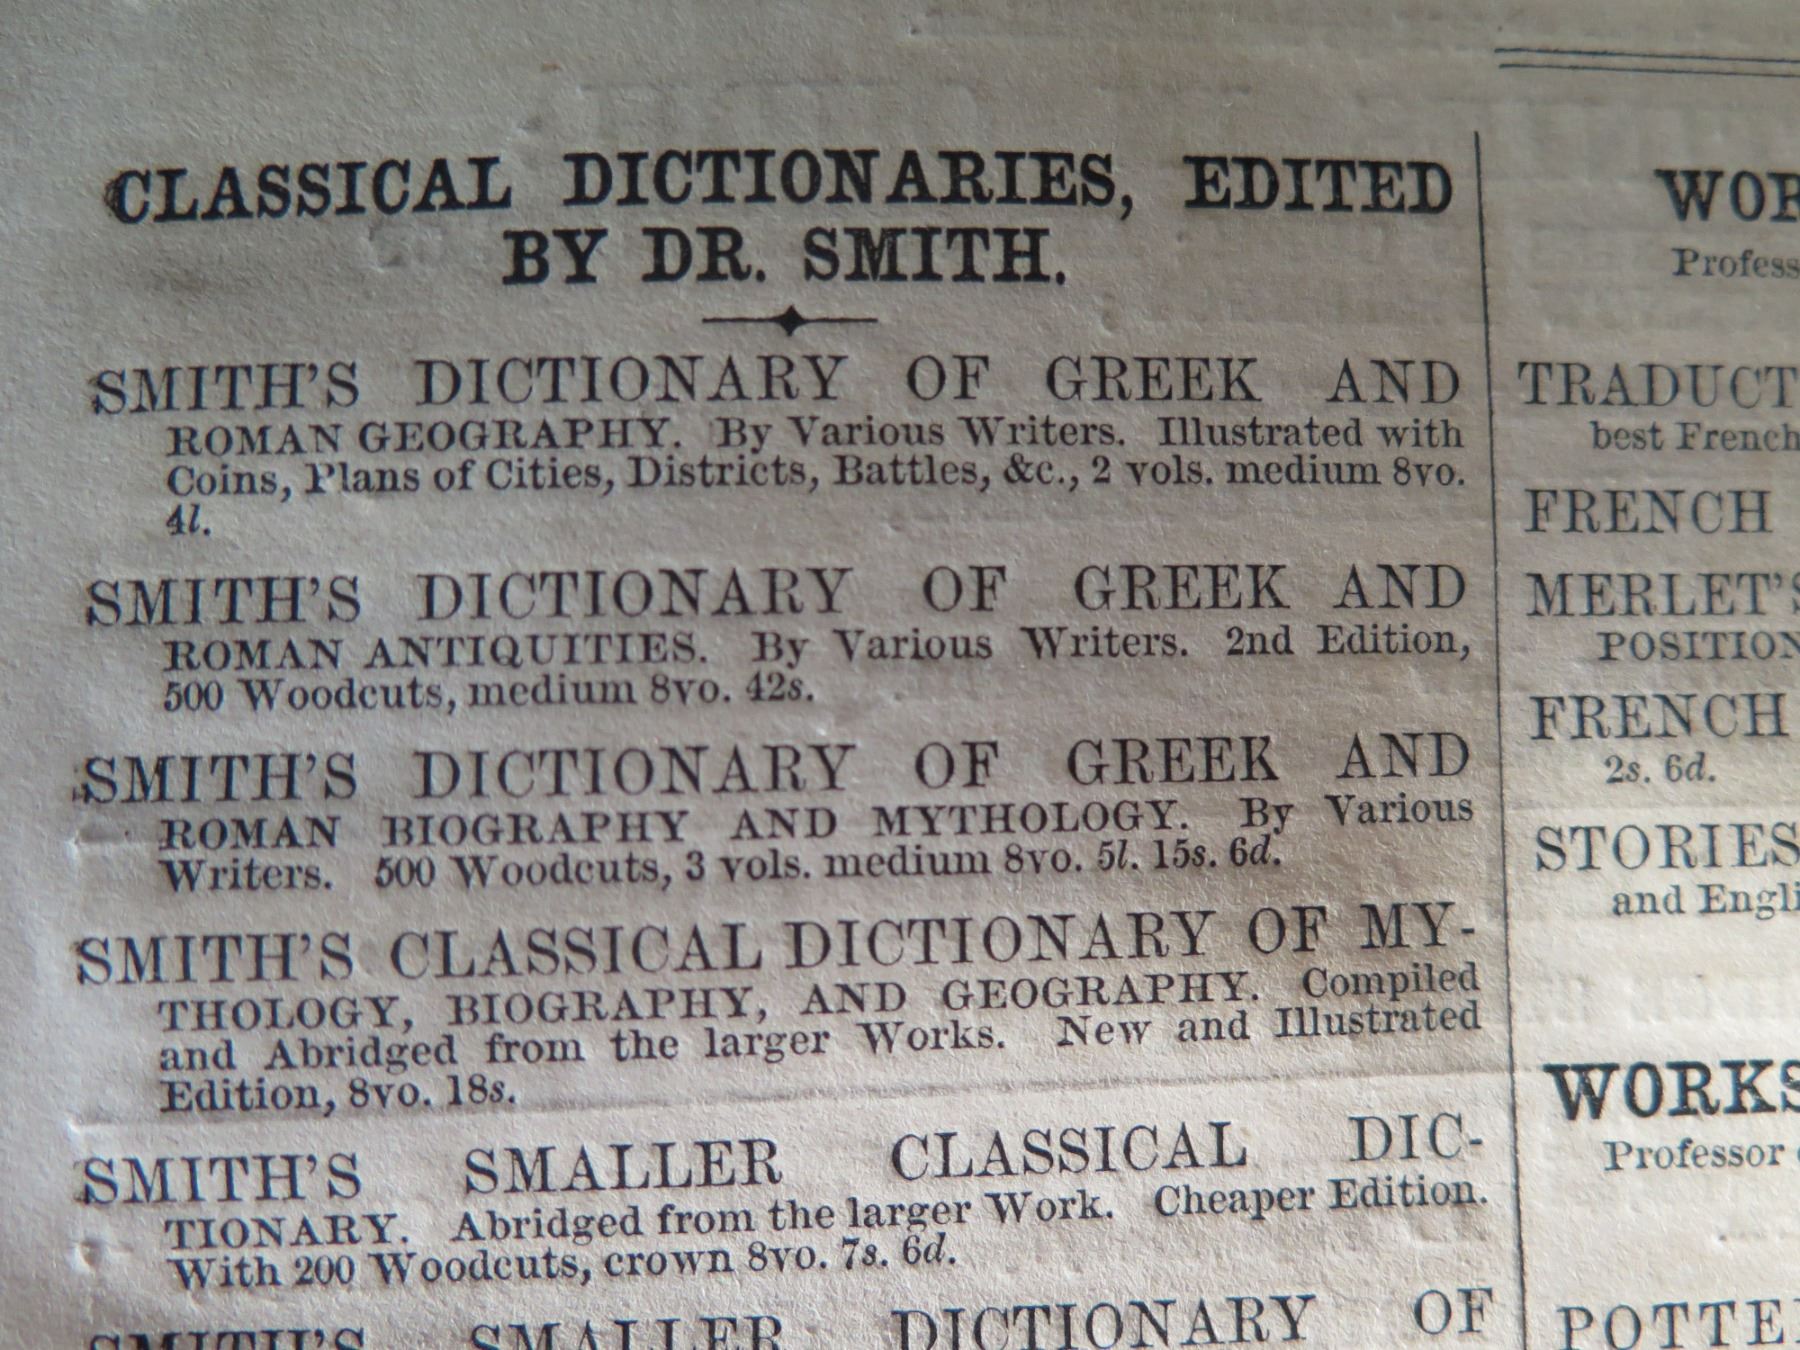 CLASSICAL DICTIONARIES, EDITED
BY DR. SMITH.
SMITH'S DICTIONARY OF GREEK AND
ROMAN GEOGRAPHY. By Various Writers. Illustrated with
Coins, Plans of Cities, Districts, Battles, &c., 2 vols. medium 8vo.
4l.
SMITH'S DICTIONARY OF GREEK AND
ROMAN ANTIQUITIES. By Various Writers. 2nd Edition,
500 Woodcuts, medium 8vo. 42s.
SMITH'S DICTIONARY OF GREEK AND
ROMAN BIOGRAPHY AND MYTHOLOGY. By Various
Writers. 500 Woodcuts, 3 vols. medium 8vo. 5l. 15s. 6d.
SMITH'S CLASSICAL DICTIONARY OF MY-
THOLOGY, BIOGRAPHY, AND GEOGRAPHY. Compiled
and Abridged from the larger Works. New and Illustrated
Edition, 8vo. 18s.
SMITH'S SMALLER CLASSICAL DIC-
TIONARY. Abridged from the larger Work. Cheaper Edition.
With 200 Woodcuts, crown 8vo. 7s. 6d.
SMITH'S SMALLER DICTIONARY OF
WOR
Profess
TRADUCT
best French
FRENCH
MERLET'S
POSITION
FRENCH
2s. 6d.
STORIES
and Engli
WORKS
Professor
POTTE